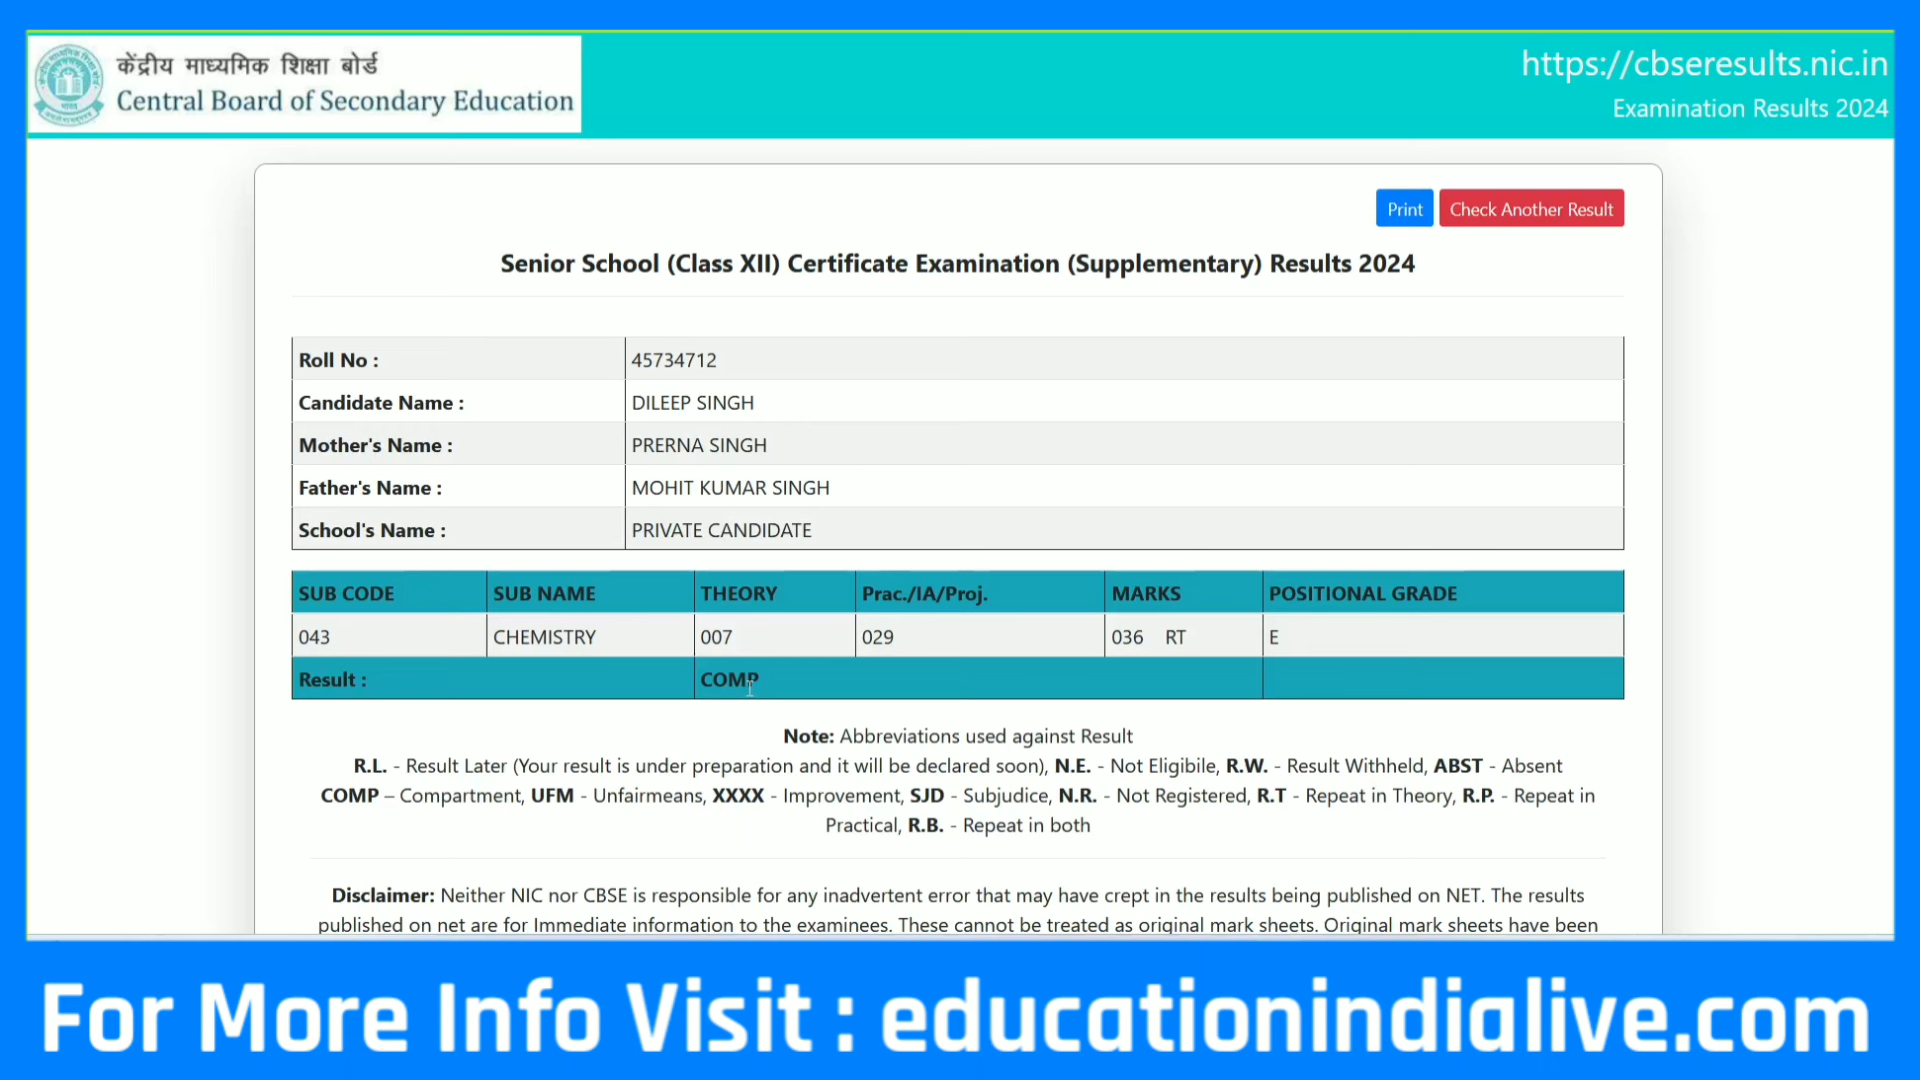 केंद्रीय माध्यमिक शिक्षा बोर्ड
Central Board of Secondary Education
https://cbseresults.nic.in
Examination Results 2024
Print Check Another Result
Senior School (Class XII) Certificate Examination (Supplementary) Results 2024
Roll No : 45734712
Candidate Name : DILEEP SINGH
Mother's Name : PRERNA SINGH
Father's Name : MOHIT KUMAR SINGH
School's Name : PRIVATE CANDIDATE
SUB CODE SUB NAME THEORY Prac./IA/Proj. MARKS POSITIONAL GRADE
043 CHEMISTRY 007 029 036 RT E
Result : COMP
Note: Abbreviations used against Result
R.L. - Result Later (Your result is under preparation and it will be declared soon), N.E. - Not Eligibile, R.W. - Result Withheld, ABST - Absent
COMP – Compartment, UFM - Unfairmeans, XXXX - Improvement, SJD - Subjudice, N.R. - Not Registered, R.T - Repeat in Theory, R.P. - Repeat in
Practical, R.B. - Repeat in both
Disclaimer: Neither NIC nor CBSE is responsible for any inadvertent error that may have crept in the results being published on NET. The results
published on net are for Immediate information to the examinees. These cannot be treated as original mark sheets. Original mark sheets have been
For More Info Visit : educationindialive.com